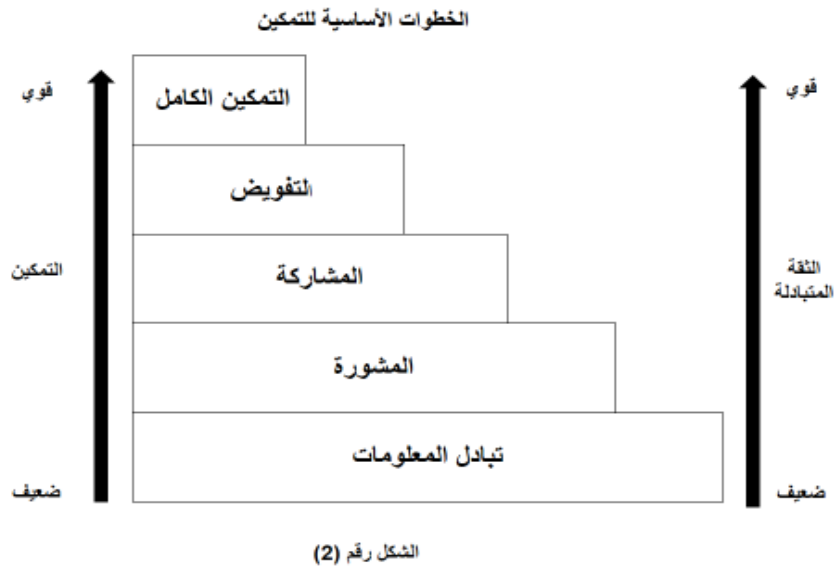 الخطوات الأساسية للتمكين
قوي
قوي
التمكين الكامل
التفويض
المشاركة
الثقة
المتبادلة
التمكين
المشورة
تبادل المعلومات
ضعيف
ضعيف
الشكل رقم (2)